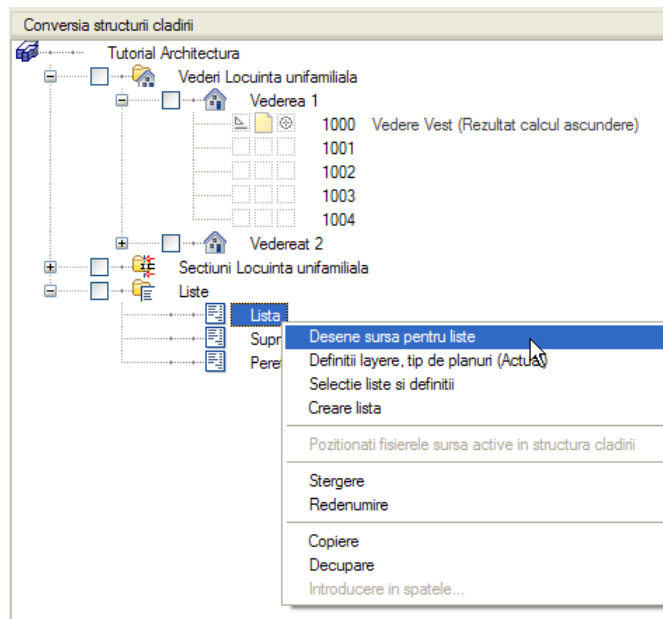 Conversia structurii cladirii
Tutorial Architectura
Vederi Locuinta unifamiliala
Vederea 1
1000 Vedere Vest (Rezultat calcul ascundere)
1001
1002
1003
1004
Vedereat 2
Sectiuni Locuinta unifamiliala
Liste
Lista
Supr
Peret
Desene sursa pentru liste
Definitii layere, tip de planuri (Actual)
Selectie liste si definitii
Creare lista
Pozitionati fisierele sursa active in structura cladirii
Stergere
Redenumire
Copiere
Decupare
Introducere in spatele...